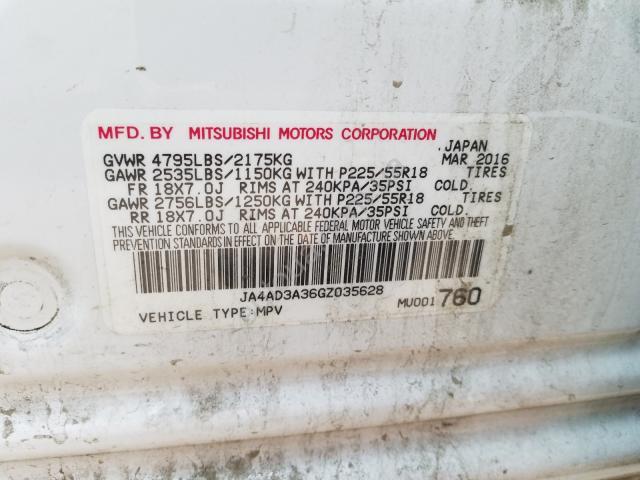 MFD. BY MITSUBISHI MOTORS CORPORATION
.JAPAN
GVWR 4795LBS/2175KG MAR 2016
GAWR 2535LBS/1150KG WITH P225/55R18 TIRES
FR 18X7.0J RIMS AT 240KPA/35PSI COLD.
GAWR 2756LBS/1250KG WITH P225/55R18 TIRES
RR 18X7.0J RIMS AT 240KPA/35PSI COLD.
THIS VEHICLE CONFORMS TO ALL APPLICABLE FEDERAL MOTOR VEHICLE SAFETY AND THEFT
PREVENTION STANDARDS IN EFFECT ON THE DATE OF MANUFACTURE SHOWN ABOVE.
JA4AD3A36GZ035628
MU001 760
VEHICLE TYPE:MPV